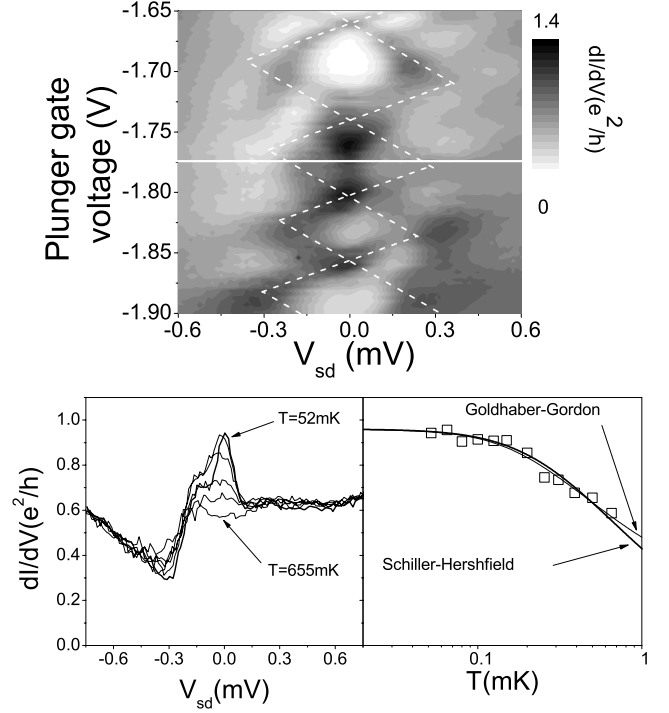 -1.65
-1.70
-1.75
-1.80
-1.85
-1.90
Plunger gate
voltage (V)
-0.6 -0.3 0.0 0.3 0.6
V_sd (mV)
1.4
0
dI/dV(e^2/h)
1.0
0.8
0.6
0.4
0.2
0.0
dI/dV(e^2/h)
T=52mK
T=655mK
-0.6 -0.3 0.0 0.3 0.6
V_sd(mV)
Goldhaber-Gordon
Schiller-Hershfield
0.1 1
T(mK)